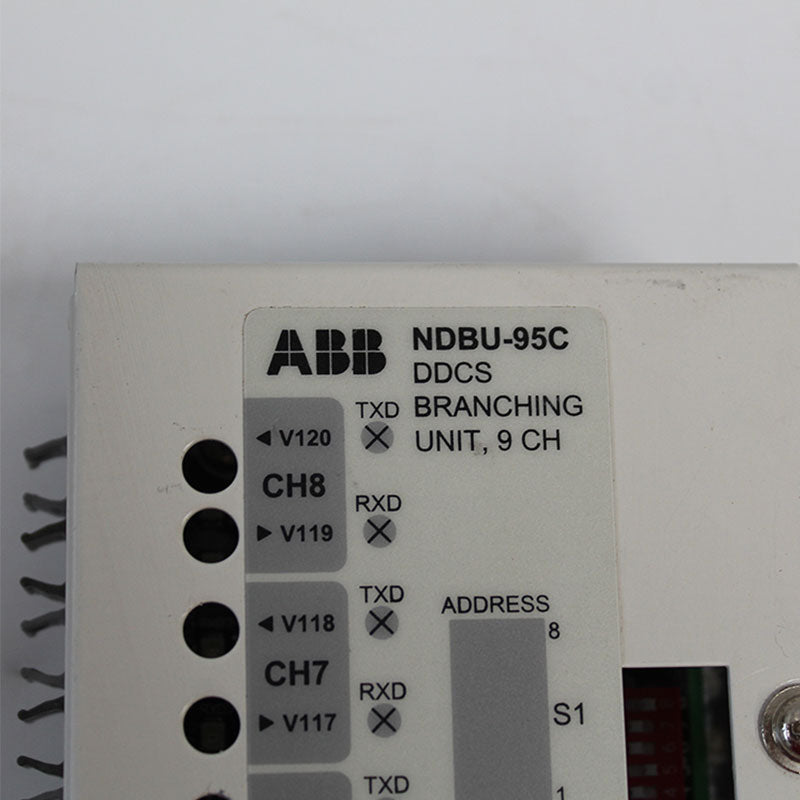 ABB
NDBU-95C
DDCS
BRANCHING
UNIT, 9 CH
TXD
◄ V120
CH8
RXD
► V119
TXD
◄ V118
CH7
RXD
► V117
TXD
ADDRESS
8
S1
1